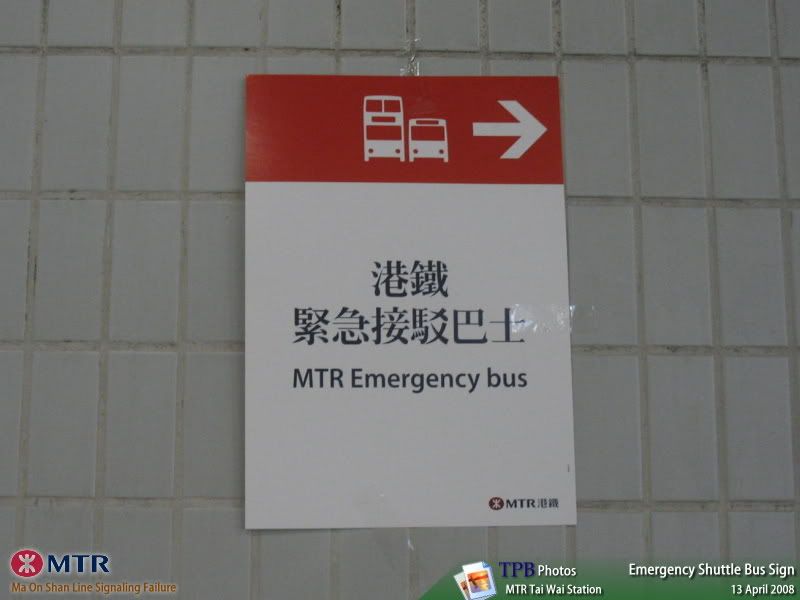 港鐵
緊急接駁巴士
MTR Emergency bus
MTR 港鐵
MTR
Ma On Shan Line Signaling Failure
TPB Photos
MTR Tai Wai Station
Emergency Shuttle Bus Sign
13 April 2008